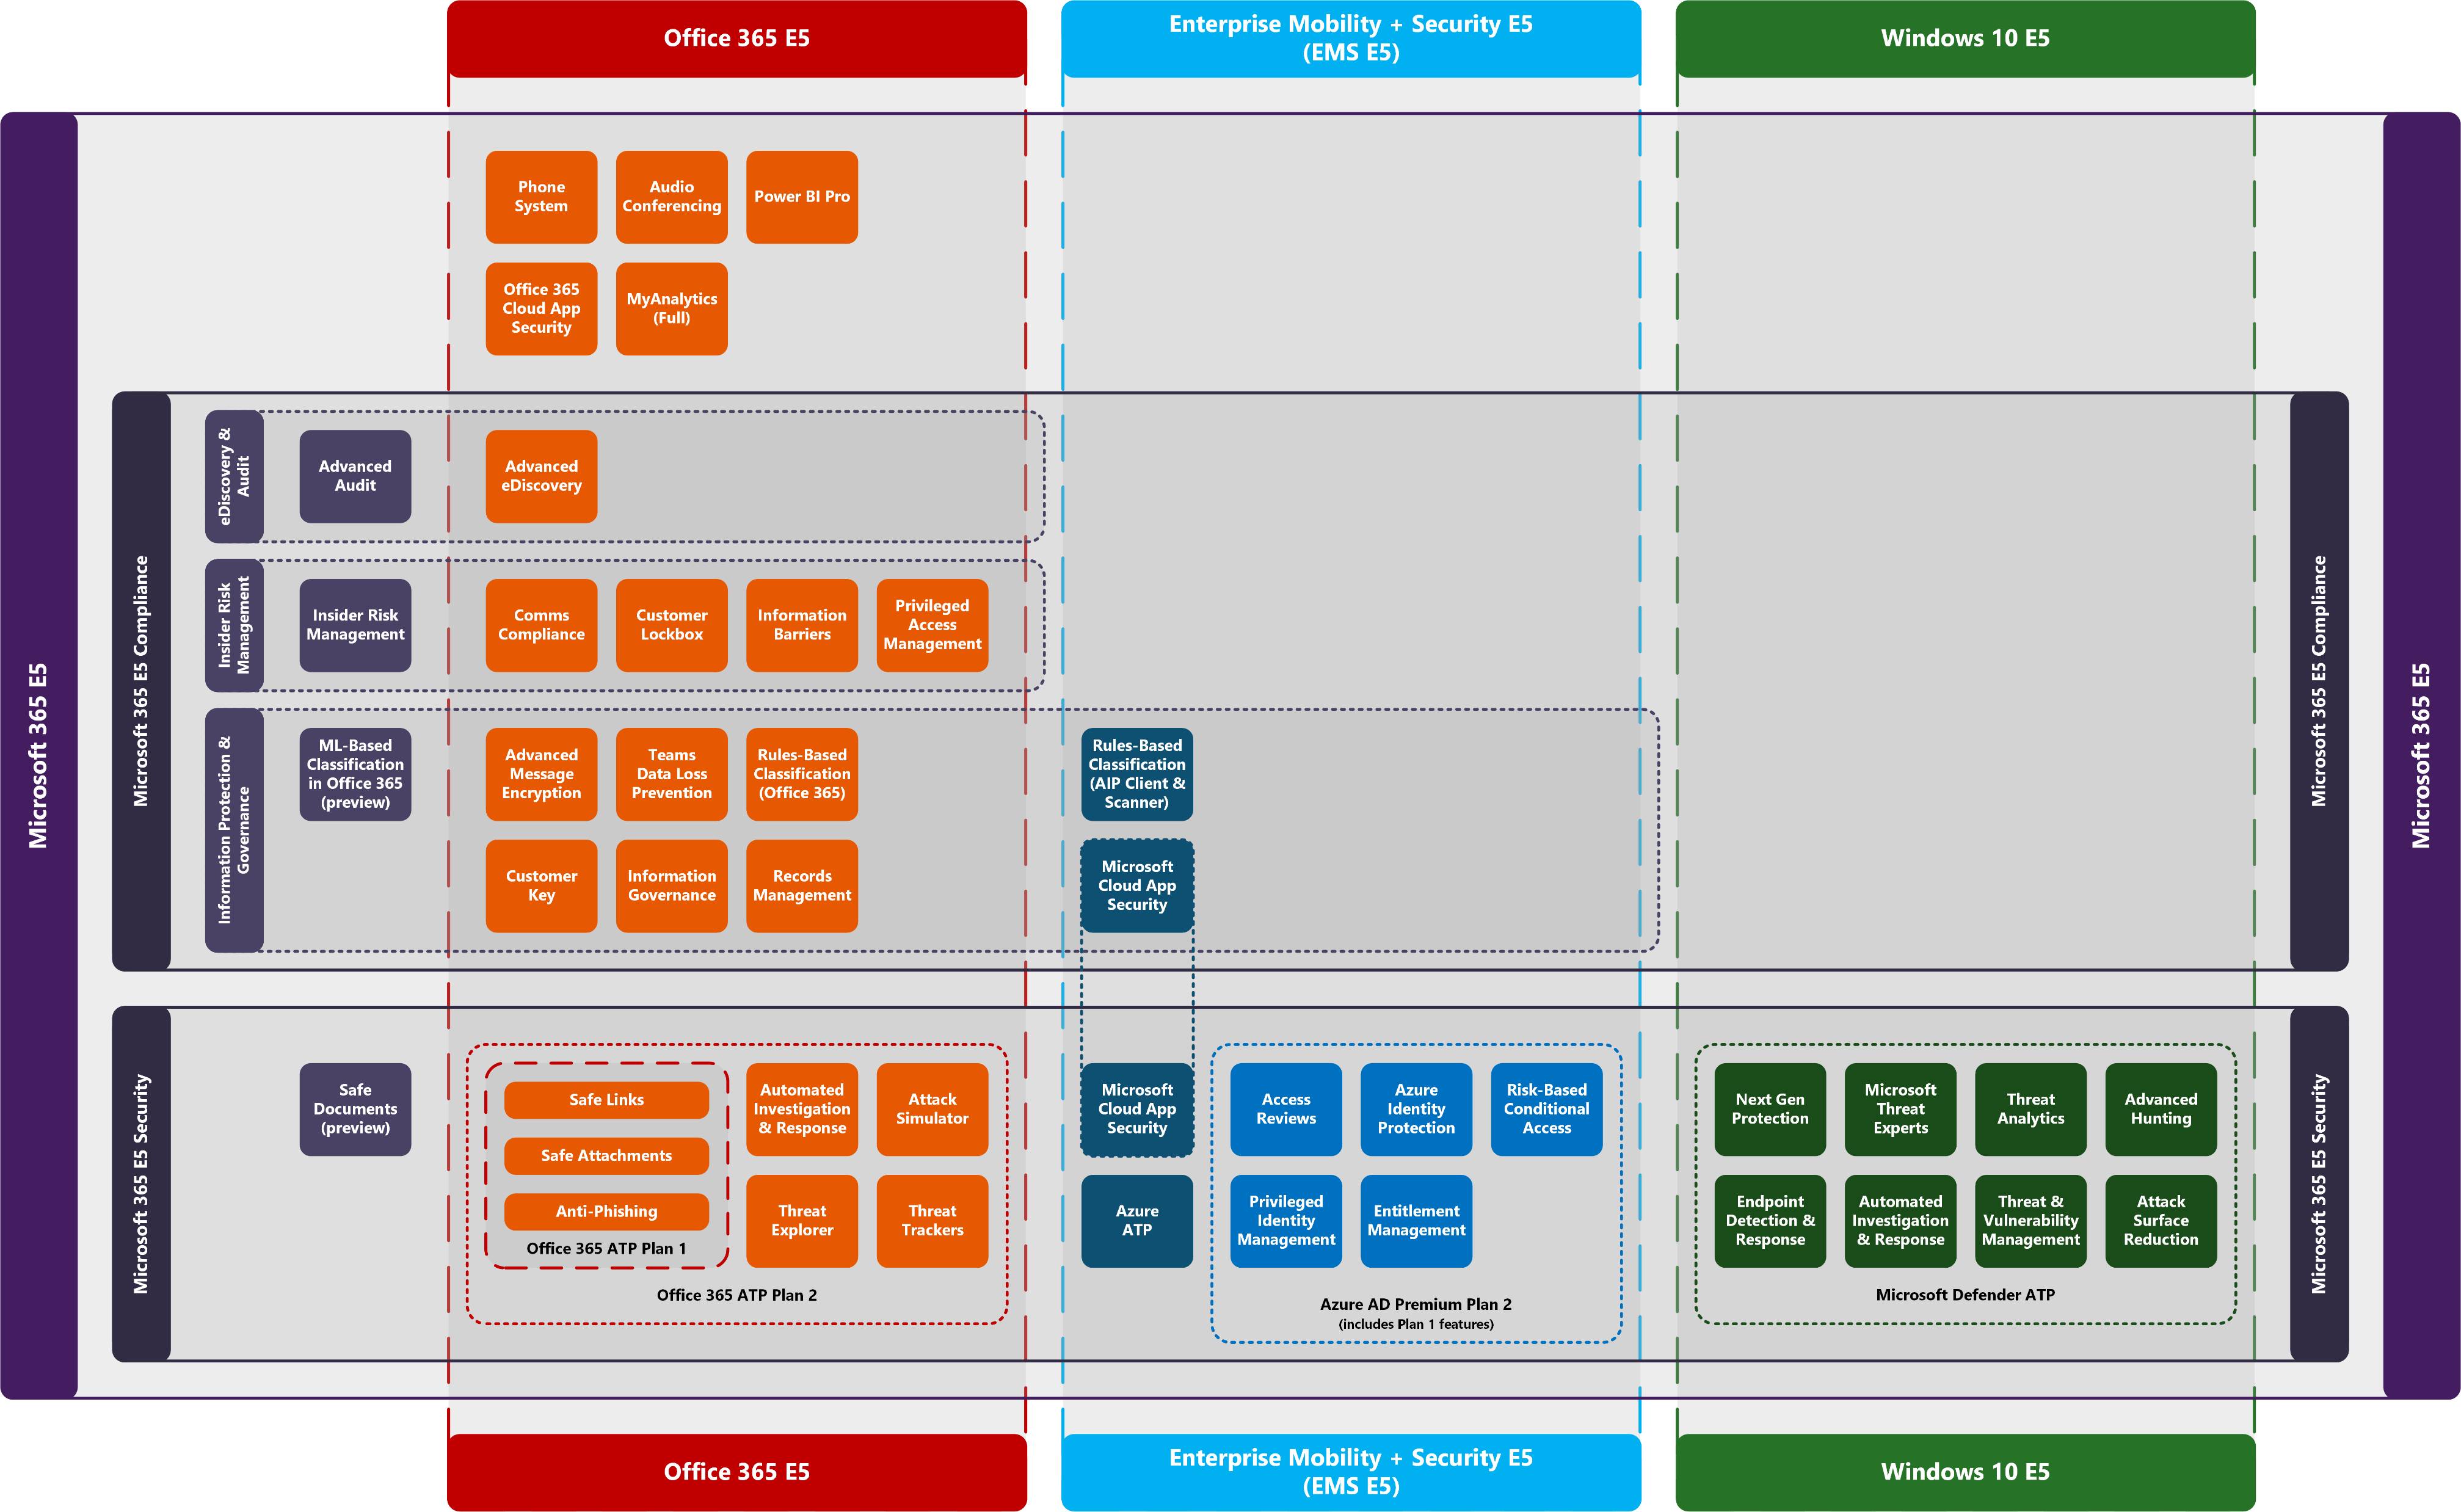 Office 365 E5
Enterprise Mobility + Security E5
(EMS E5)
Windows 10 E5
Microsoft 365 E5
Phone
System
Audio
Conferencing
Power BI Pro
Office 365
Cloud App
Security
MyAnalytics
(Full)
Microsoft 365 E5 Compliance
eDiscovery &
Audit
Advanced
Audit
Advanced
eDiscovery
Insider Risk
Management
Insider Risk
Management
Comms
Compliance
Customer
Lockbox
Information
Barriers
Privileged
Access
Management
Information Protection &
Governance
ML-Based
Classification
in Office 365
(preview)
Advanced
Message
Encryption
Teams
Data Loss
Prevention
Rules-Based
Classification
(Office 365)
Rules-Based
Classification
(AIP Client &
Scanner)
Customer
Key
Information
Governance
Records
Management
Microsoft
Cloud App
Security
Microsoft 365 E5 Compliance
Microsoft 365 E5 Security
Safe
Documents
(preview)
Safe Links
Safe Attachments
Anti-Phishing
Office 365 ATP Plan 1
Automated
Investigation
& Response
Attack
Simulator
Threat
Explorer
Threat
Trackers
Office 365 ATP Plan 2
Microsoft
Cloud App
Security
Azure
ATP
Access
Reviews
Azure
Identity
Protection
Risk-Based
Conditional
Access
Privileged
Identity
Management
Entitlement
Management
Azure AD Premium Plan 2
(includes Plan 1 features)
Next Gen
Protection
Microsoft
Threat
Experts
Threat
Analytics
Advanced
Hunting
Endpoint
Detection &
Response
Automated
Investigation
& Response
Threat &
Vulnerability
Management
Attack
Surface
Reduction
Microsoft Defender ATP
Microsoft 365 E5 Security
Microsoft 365 E5
Office 365 E5
Enterprise Mobility + Security E5
(EMS E5)
Windows 10 E5